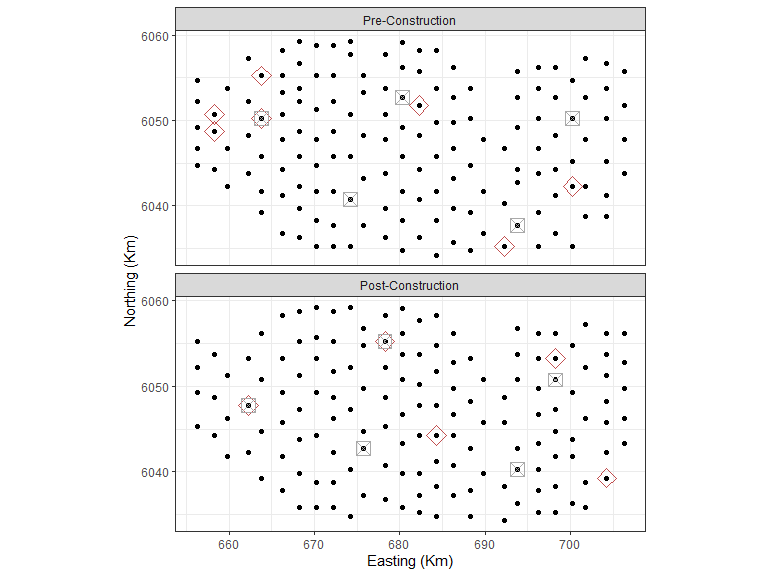 Pre-Construction
6060
6050
6040
Northing (Km)
Post-Construction
6060
6050
6040
660 670 680 690 700
Easting (Km)